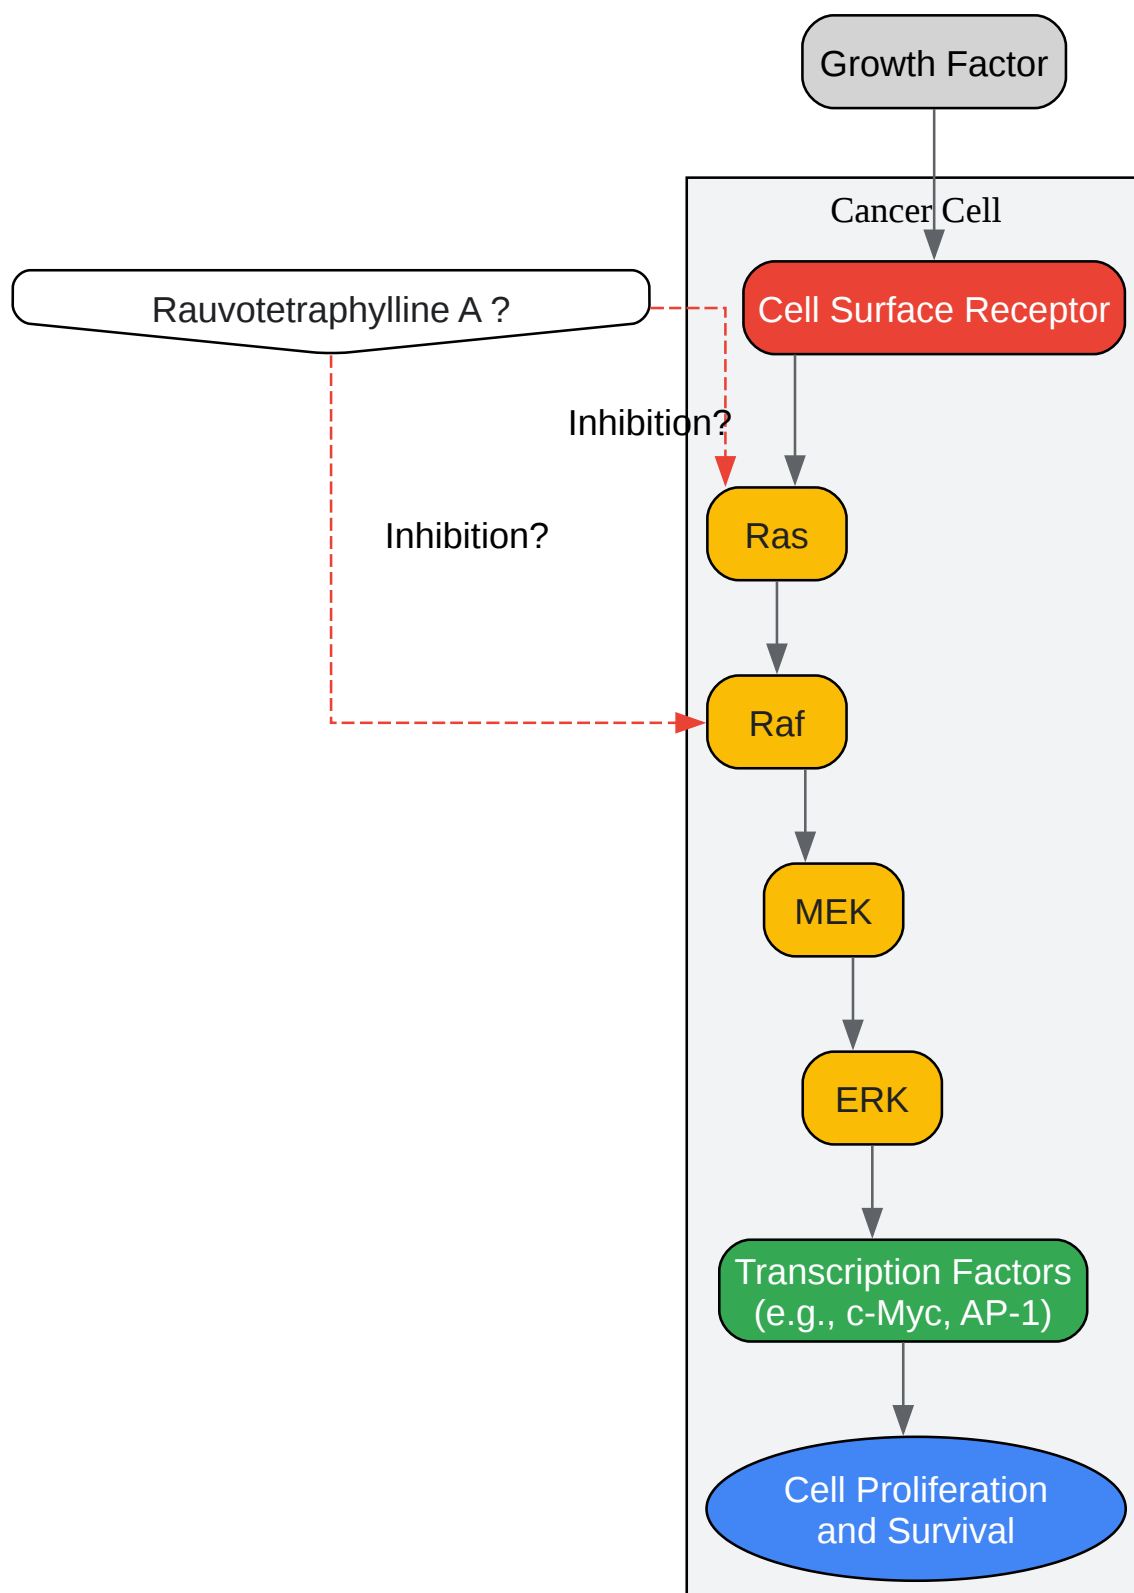 Growth Factor
Cancer Cell
Rauvotetraphylline A ?
Cell Surface Receptor
Inhibition?
Inhibition?
Ras
Raf
MEK
ERK
Transcription Factors
(e.g., c-Myc, AP-1)
Cell Proliferation
and Survival